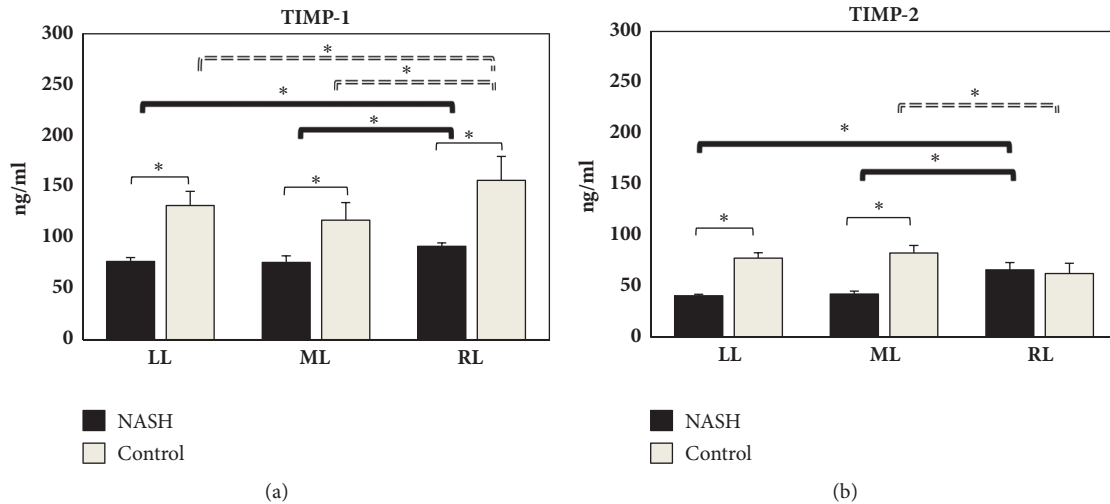 TIMP-1
300
250
200
150
100
50
0
ng/ml
*
*
*
*
*
*
*
LL ML RL
NASH
Control
(a)
TIMP-2
300
250
200
150
100
50
0
ng/ml
*
*
*
*
*
LL ML RL
NASH
Control
(b)